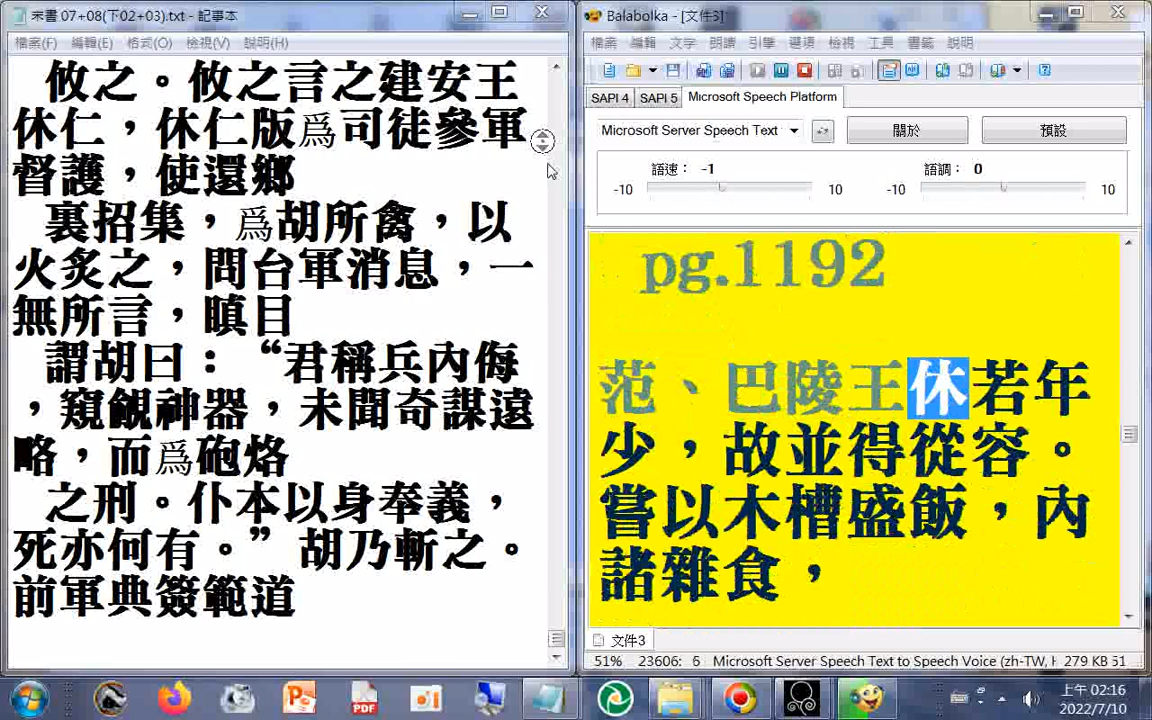 宋書 07+08(下02+03).txt - 記事本
檔案(F) 編輯(E) 格式(O) 檢視(V) 說明(H)
攸之。攸之言之建安王
休仁，休仁版爲司徒參軍
督護，使還鄉
裏招集，爲胡所禽，以
火炙之，問台軍消息，一
無所言，瞋目
謂胡曰：“君稱兵內侮
，窺覦神器，未聞奇謀遠
略，而爲砲烙
之刑。仆本以身奉義，
死亦何有。”胡乃斬之。
前軍典簽範道
Balabolka - [文件3]
檔案 編輯 文字 朗讀 引擎 選項 檢視 工具 書籤 說明
SAPI 4 SAPI 5 Microsoft Speech Platform
Microsoft Server Speech Text 關於 預設
語速： -1 語調： 0
-10 10 -10 10
pg.1192
范、巴陵王休若年
少，故並得從容。
嘗以木槽盛飯，內
諸雜食，
文件3
51% 23606: 6 Microsoft Server Speech Text to Speech Voice (zh-TW, H 279 KB 51
上午 02:16
2022/7/10